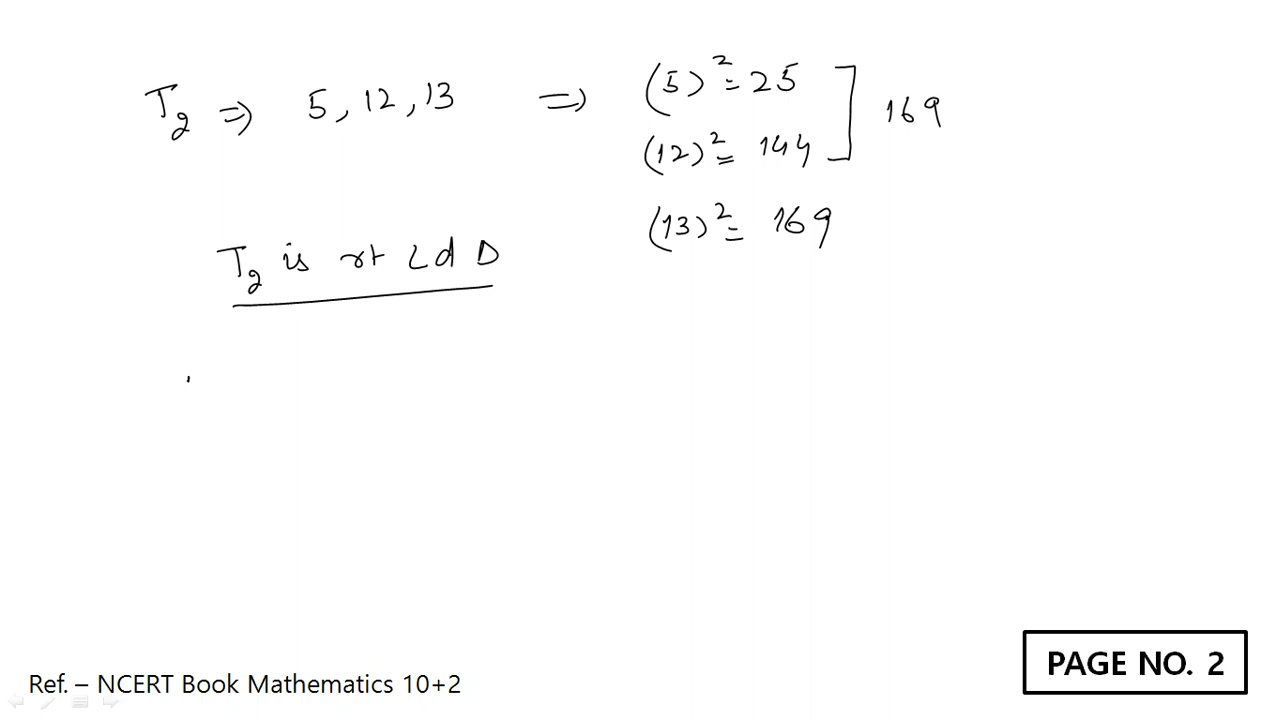 T₂ ⇒ 5, 12, 13 ⇒ (5)² = 25 ] 169
(12)² = 144
(13)² = 169
T₂ is rt ∠d Δ
Ref. – NCERT Book Mathematics 10+2
PAGE NO. 2